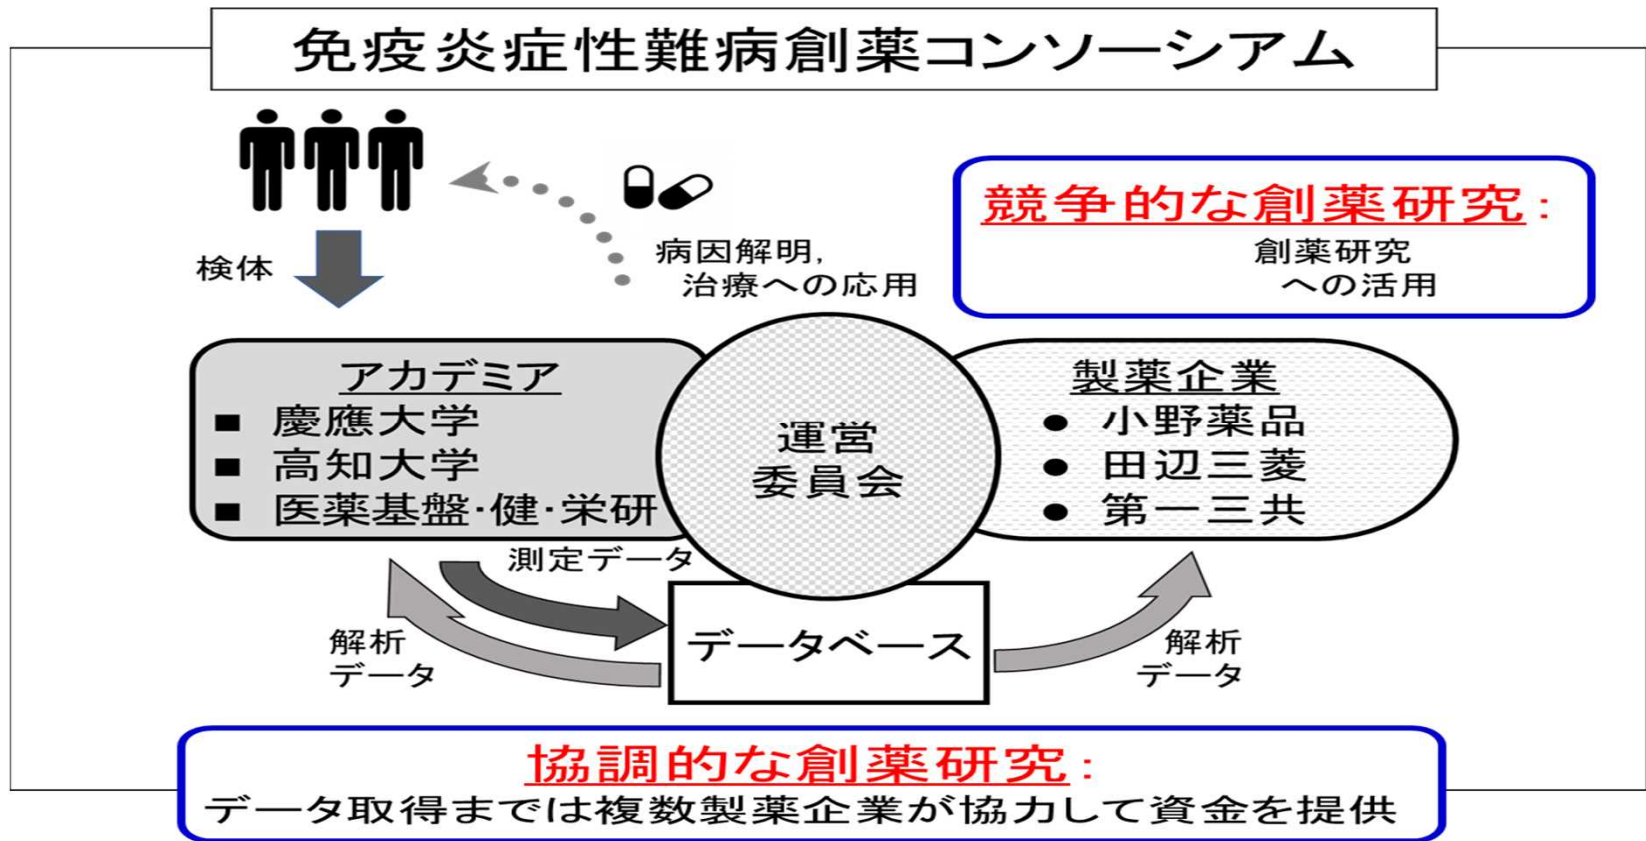 免疫炎症性難病創薬コンソーシアム
検体
病因解明,
治療への応用
競争的な創薬研究：
創薬研究
への活用
アカデミア
■ 慶應大学
■ 高知大学
■ 医薬基盤･健･栄研
運営
委員会
製薬企業
● 小野薬品
● 田辺三菱
● 第一三共
測定データ
解析
データ
データベース
解析
データ
協調的な創薬研究：
データ取得までは複数製薬企業が協力して資金を提供